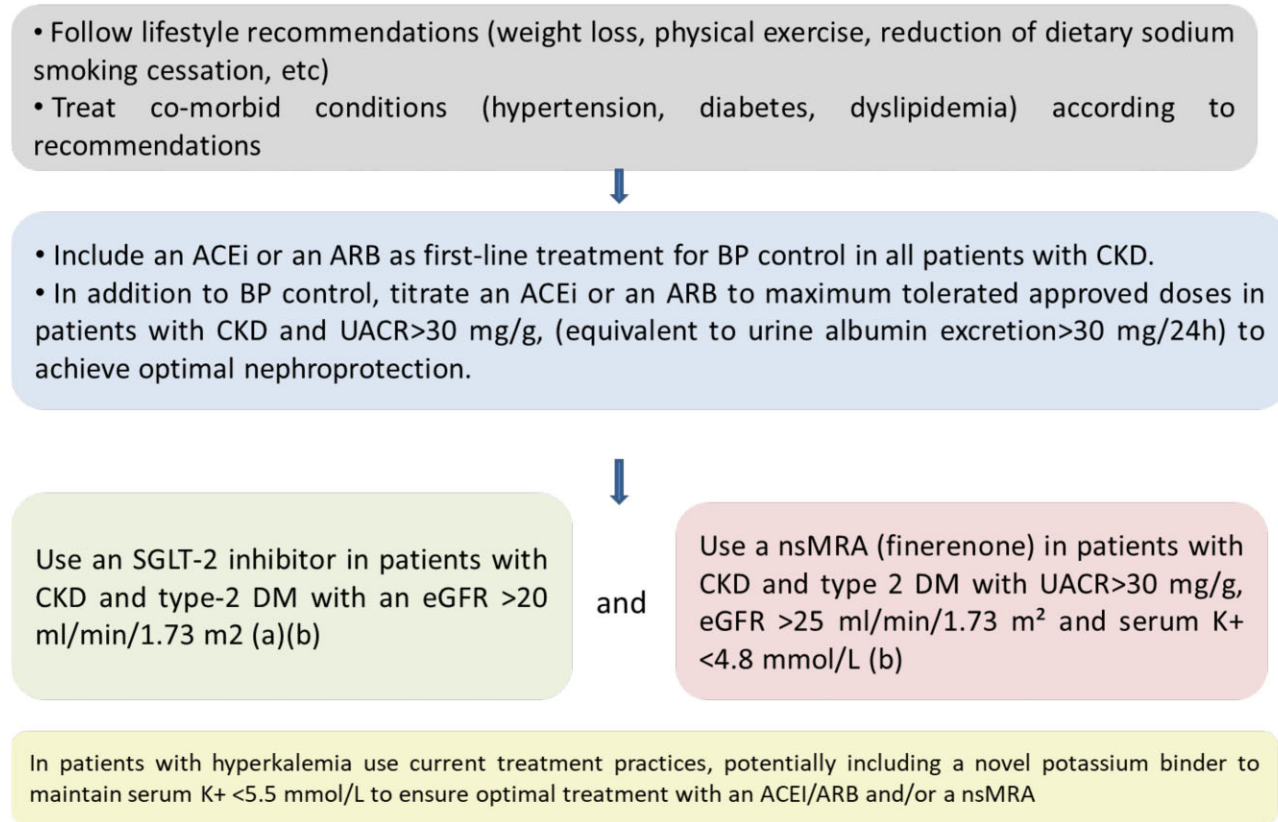 • Follow lifestyle recommendations (weight loss, physical exercise, reduction of dietary sodium
smoking cessation, etc)
• Treat co-morbid conditions (hypertension, diabetes, dyslipidemia) according to
recommendations
• Include an ACEi or an ARB as first-line treatment for BP control in all patients with CKD.
• In addition to BP control, titrate an ACEi or an ARB to maximum tolerated approved doses in
patients with CKD and UACR>30 mg/g, (equivalent to urine albumin excretion>30 mg/24h) to
achieve optimal nephroprotection.
Use an SGLT-2 inhibitor in patients with
CKD and type-2 DM with an eGFR >20
ml/min/1.73 m2 (a)(b)
and
Use a nsMRA (finerenone) in patients with
CKD and type 2 DM with UACR>30 mg/g,
eGFR >25 ml/min/1.73 m² and serum K+
<4.8 mmol/L (b)
In patients with hyperkalemia use current treatment practices, potentially including a novel potassium binder to
maintain serum K+ <5.5 mmol/L to ensure optimal treatment with an ACEI/ARB and/or a nsMRA